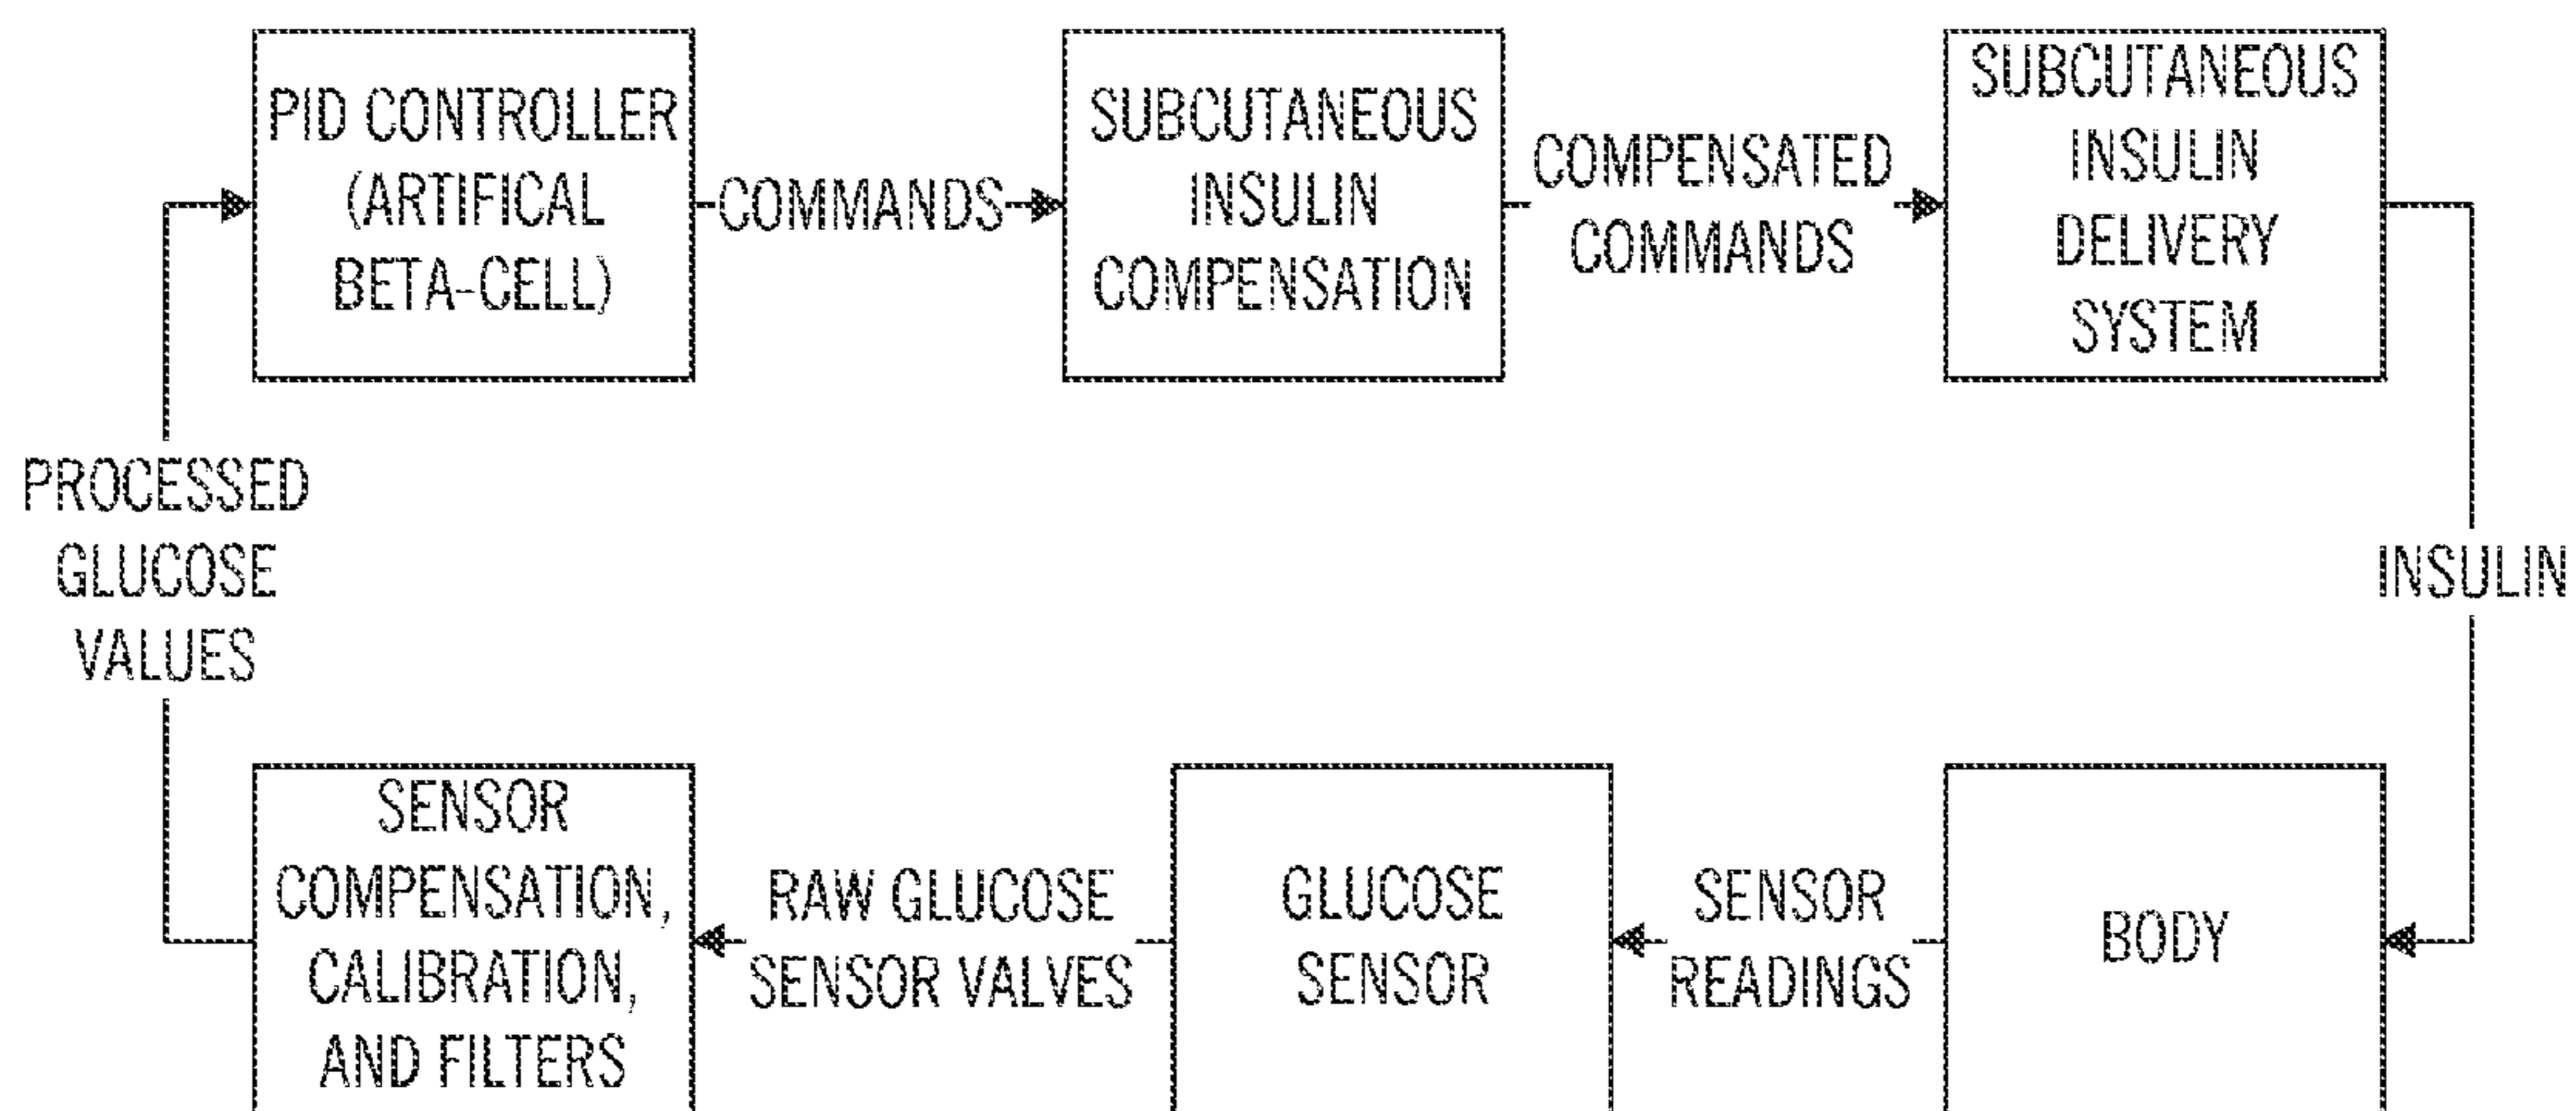 PID CONTROLLER
(ARTIFICAL
BETA-CELL)
COMMANDS
SUBCUTANEOUS
INSULIN
COMPENSATION
COMPENSATED
COMMANDS
SUBCUTANEOUS
INSULIN
DELIVERY
SYSTEM
INSULIN
BODY
SENSOR
READINGS
GLUCOSE
SENSOR
RAW GLUCOSE
SENSOR VALVES
SENSOR
COMPENSATION,
CALIBRATION,
AND FILTERS
PROCESSED
GLUCOSE
VALUES